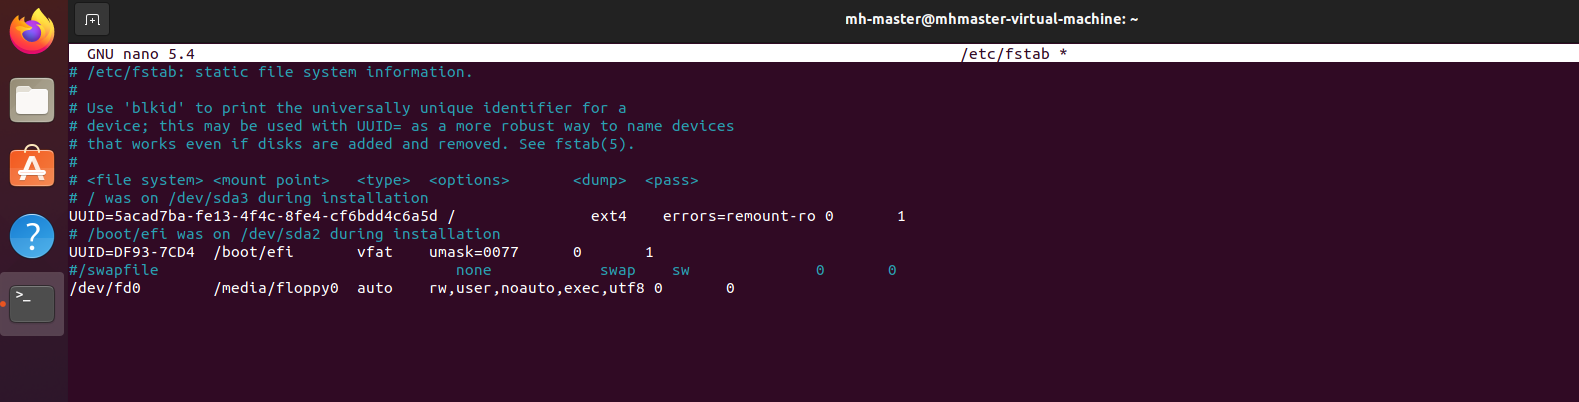 mh-master@mhmaster-virtual-machine: ~
GNU nano 5.4 /etc/fstab *
# /etc/fstab: static file system information.
#
# Use 'blkid' to print the universally unique identifier for a
# device; this may be used with UUID= as a more robust way to name devices
# that works even if disks are added and removed. See fstab(5).
#
# <file system> <mount point>   <type>  <options>       <dump>  <pass>
# / was on /dev/sda3 during installation
UUID=5acad7ba-fe13-4f4c-8fe4-cf6bdd4c6a5d /               ext4    errors=remount-ro 0       1
# /boot/efi was on /dev/sda2 during installation
UUID=DF93-7CD4  /boot/efi       vfat    umask=0077      0       1
#/swapfile                                 none            swap    sw              0       0
/dev/fd0        /media/floppy0  auto    rw,user,noauto,exec,utf8 0       0